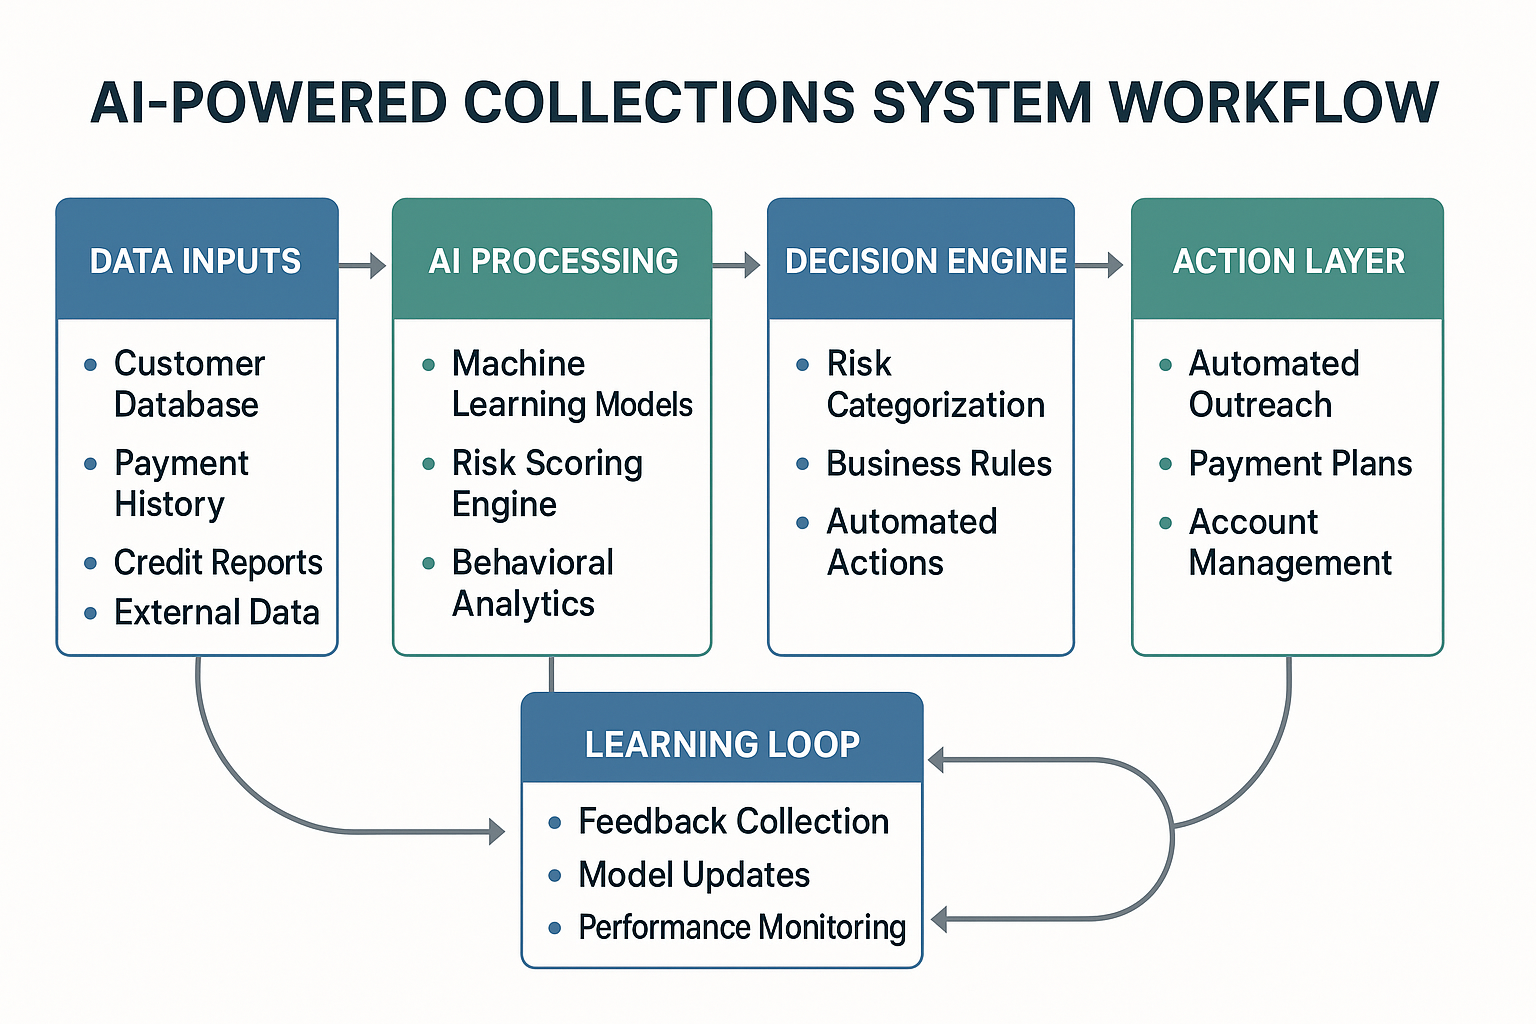 AI-POWERED COLLECTIONS SYSTEM WORKFLOW
DATA INPUTS
Customer
Database
Payment
History
Credit Reports
External Data
AI PROCESSING
Machine
Learning Models
Risk Scoring
Engine
Behavioral
Analytics
DECISION ENGINE
Risk
Categorization
Business Rules
Automated
Actions
ACTION LAYER
Automated
Outreach
Payment Plans
Account
Management
LEARNING LOOP
Feedback Collection
Model Updates
Performance Monitoring